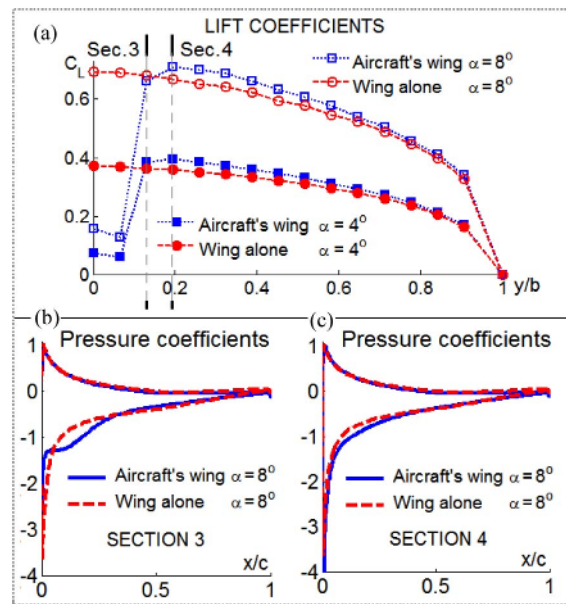 LIFT COEFFICIENTS
(a)
Sec.3 Sec.4
C_L
Aircraft's wing α = 8°
Wing alone α = 8°
0.6
0.4
0.2
0
Aircraft's wing α = 4°
Wing alone α = 4°
0 0.2 0.4 0.6 0.8 1 y/b
(b) (c)
Pressure coefficients Pressure coefficients
1 1
0 0
-1 -1
-2 -2
-3 -3
-4 -4
Aircraft's wing α = 8° Aircraft's wing α = 8°
Wing alone α = 8° Wing alone α = 8°
SECTION 3 SECTION 4
x/c x/c
0 0.5 1 0 0.5 1